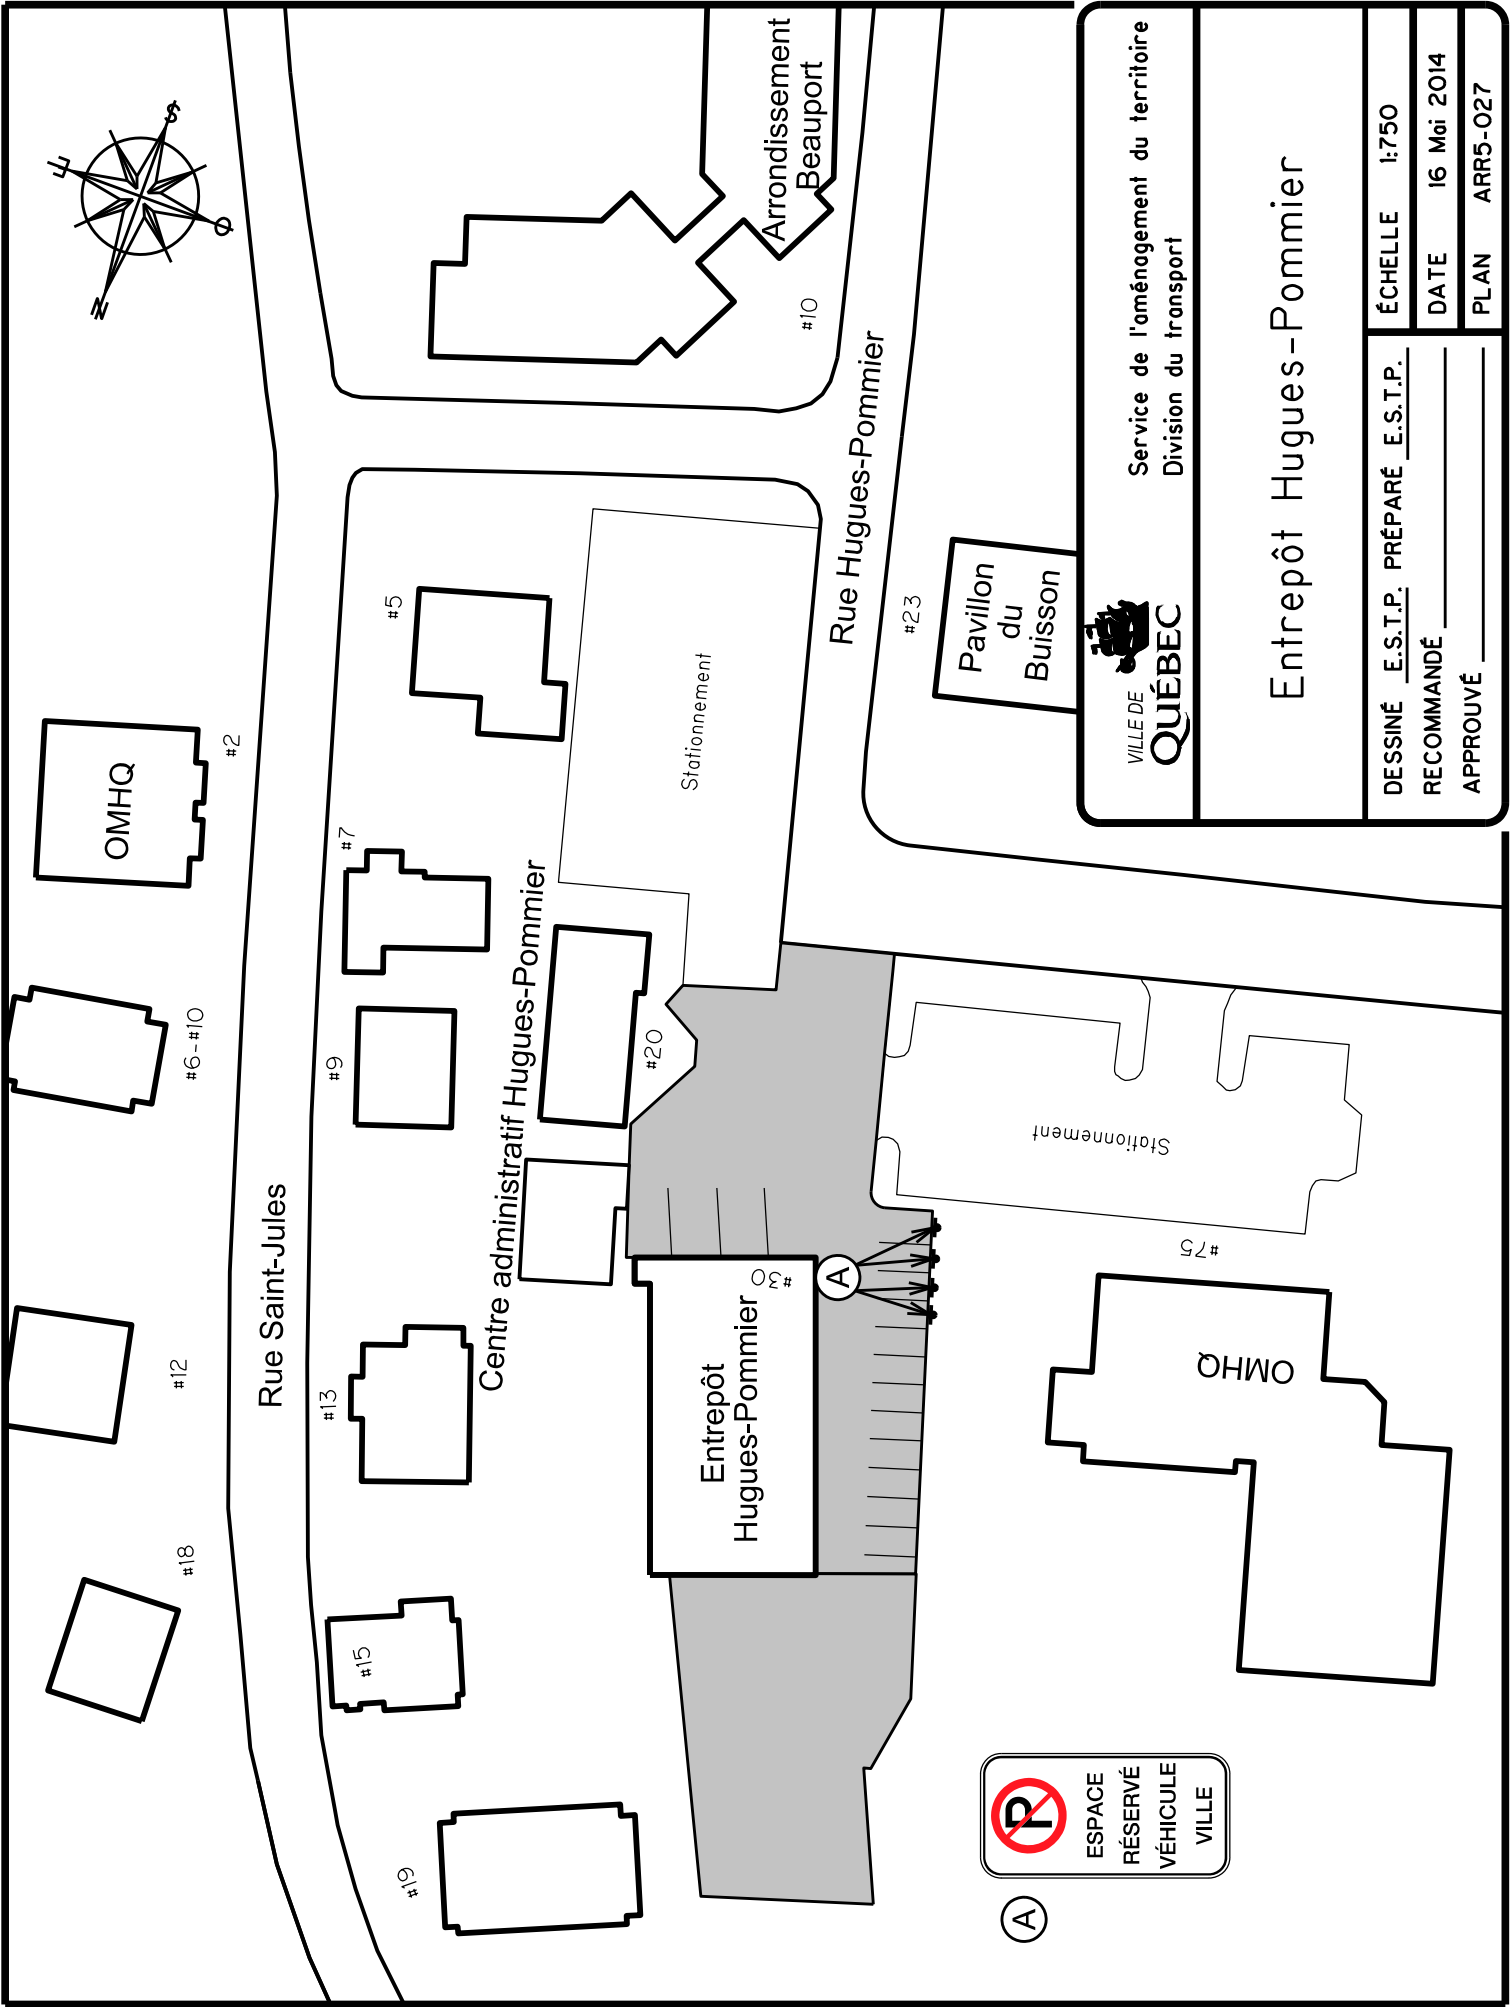 N
S
E
O
OMHQ
#2
#6-#10
#12
#18
Rue Saint-Jules
#5
#7
#9
#13
#15
#19
Centre administratif Hugues-Pommier
#20
Stationnement
Arrondissement
Beauport
#10
Rue Hugues-Pommier
#23
Pavillon
du
Buisson
Entrepôt
Hugues-Pommier
#30
A
Stationnement
#75
OMHQ
A
P
ESPACE
RÉSERVÉ
VÉHICULE
VILLE
VILLE DE
QUÉBEC
Service de l'aménagement du territoire
Division du transport
Entrepôt Hugues-Pommier
DESSINÉ E.S.T.P. PRÉPARÉ E.S.T.P.
RECOMMANDÉ
APPROUVÉ
ÉCHELLE 1:750
DATE 16 Mai 2014
PLAN ARR5-027